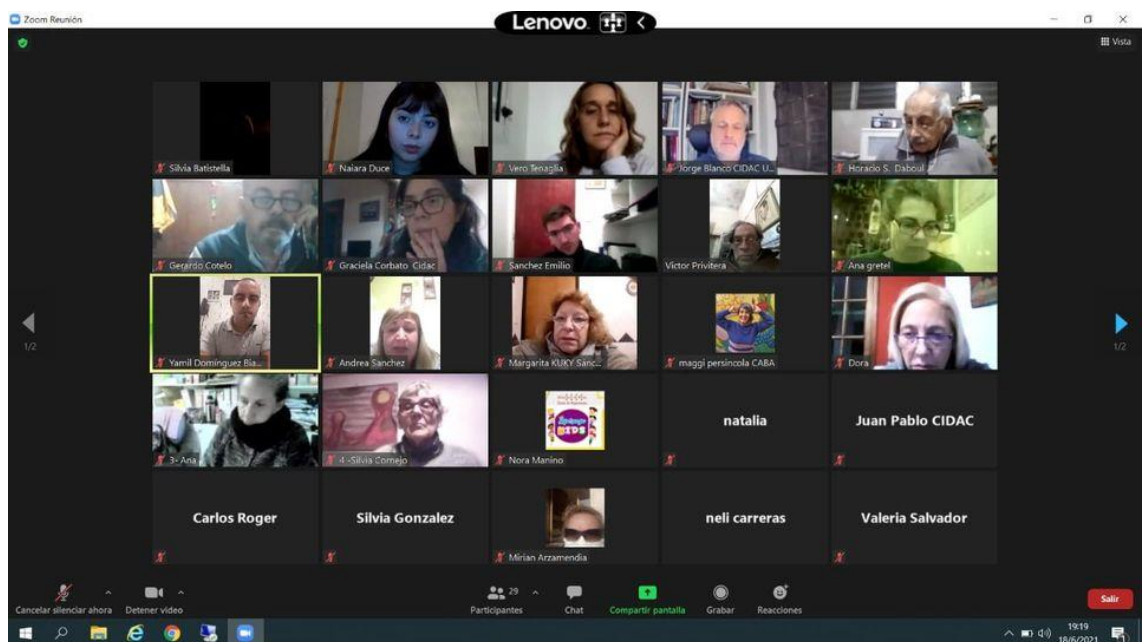 Zoom Reunión
Lenovo
Vista
Silvia Batistella
Naiara Duce
Vero Tenaglia
Jorge Blanco CIDAC U...
Horacio S. Daboul
Gerardo Cotelo
Graciela Corbato Cidac
Sanchez Emilio
Victor Privitera
Ana gretel
Yamil Domínguez Bia...
Andrea Sanchez
Margarita KUKY Sanc...
maggi persincola CABA
Dora
1/2
1/2
3- Ana
4 -Silvia Cornejo
KIDS
Nora Manino
natalia
Juan Pablo CIDAC
Carlos Roger
Silvia Gonzalez
Mirian Arzamendia
neli carreras
Valeria Salvador
Cancelar silenciar ahora
Detener video
Participantes
29
Chat
Compartir pantalla
Grabar
Reacciones
Salir
19:19
18/6/2021